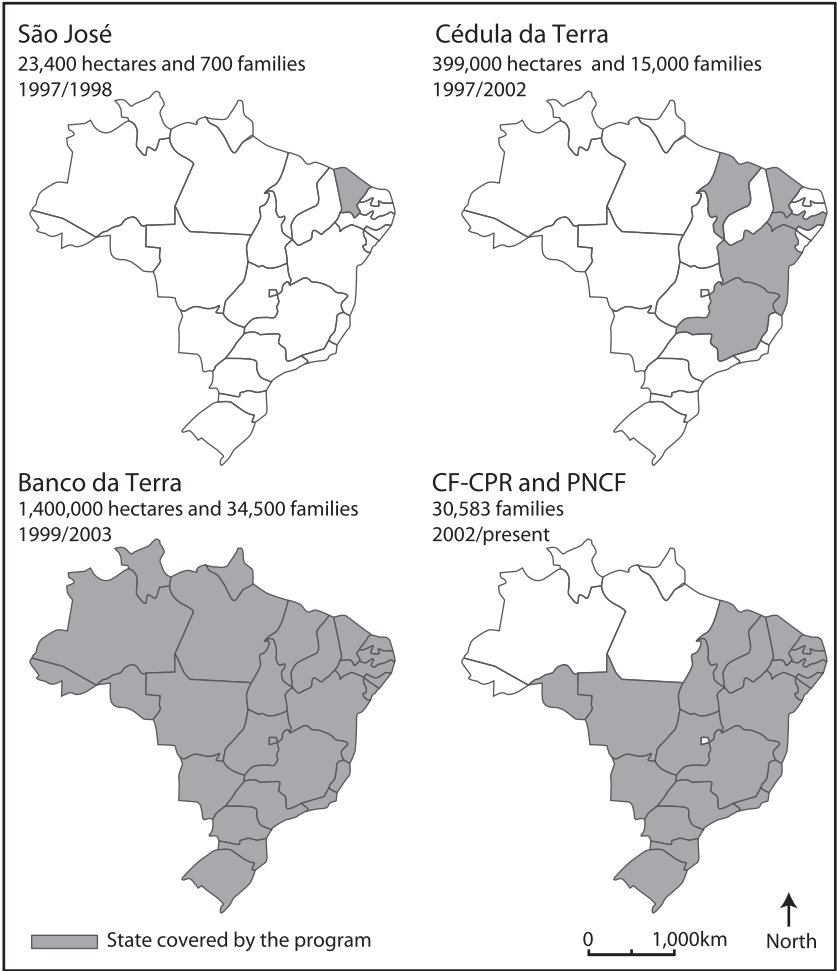 São José
23,400 hectares and 700 families
1997/1998
Cédula da Terra
399,000 hectares and 15,000 families
1997/2002
Banco da Terra
1,400,000 hectares and 34,500 families
1999/2003
CF-CPR and PNCF
30,583 families
2002/present
State covered by the program
0 1,000km
North